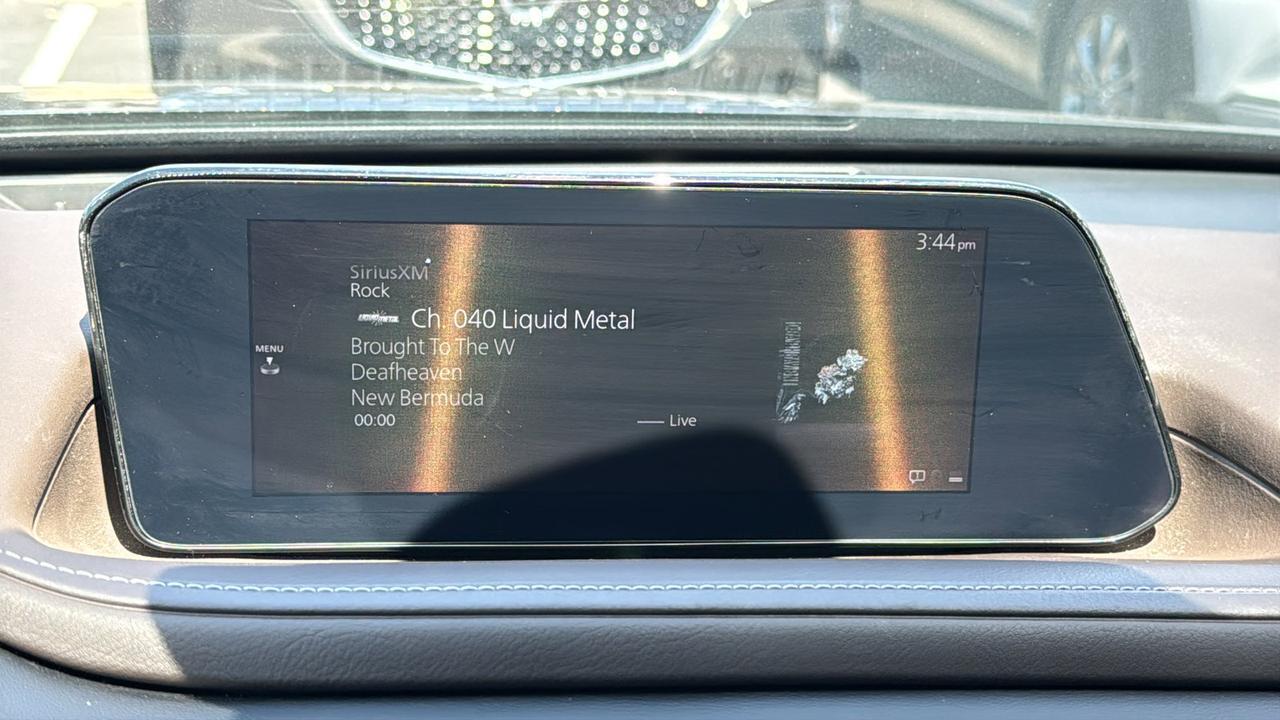 3:44 pm
SiriusXM
Rock
Ch. 040 Liquid Metal
MENU
Brought To The W
Deafheaven
New Bermuda
00:00
Live